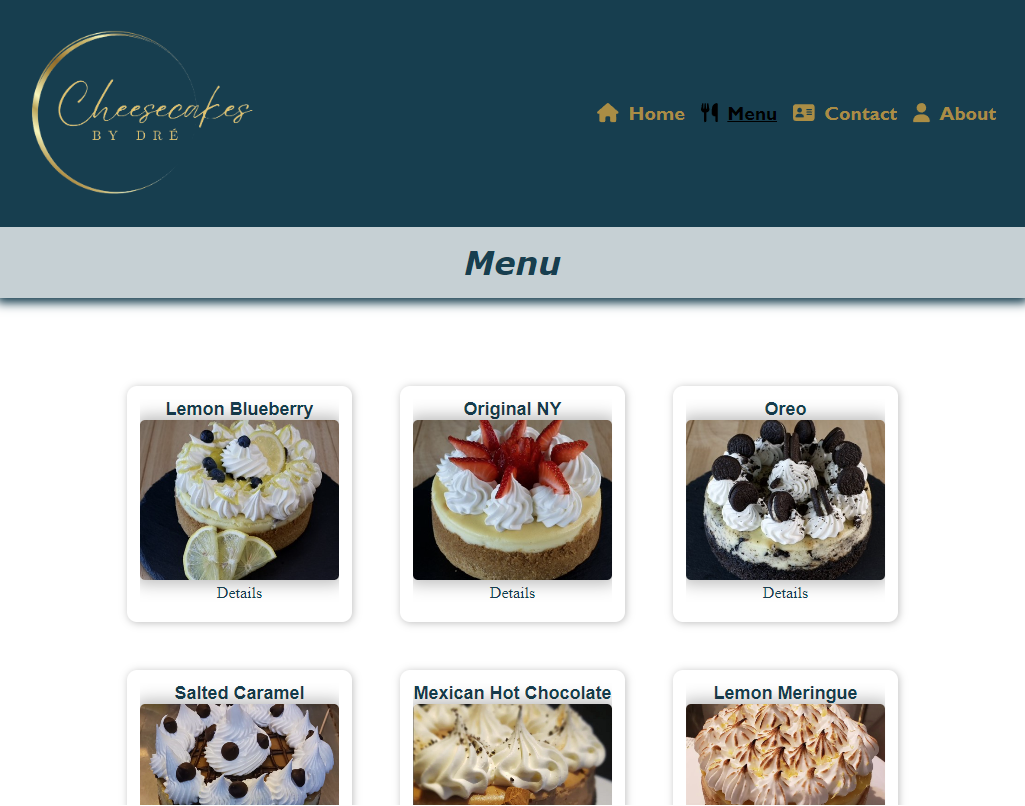 Cheesecakes
BY DRÉ
Home Menu Contact About
Menu
Lemon Blueberry Original NY Oreo
Details Details Details
Salted Caramel Mexican Hot Chocolate Lemon Meringue